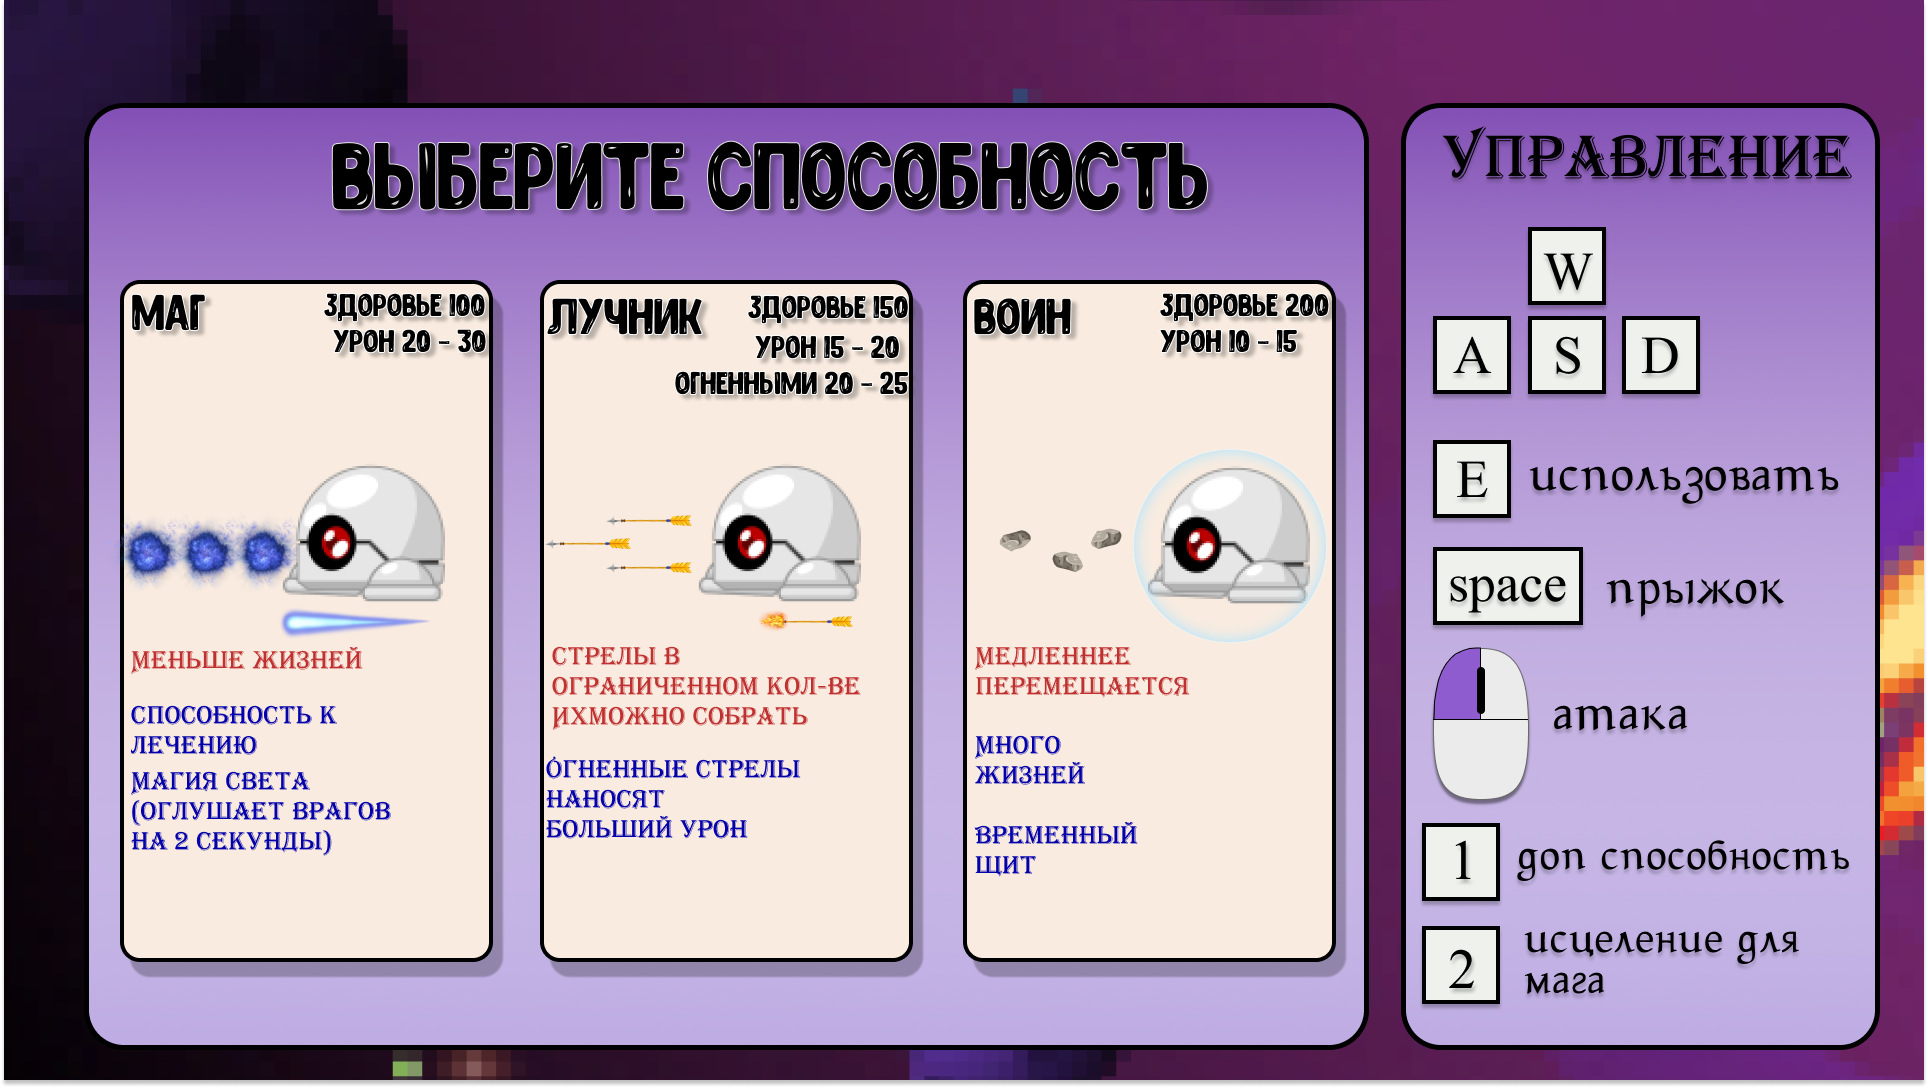 ВЫБЕРИТЕ СПОСОБНОСТЬ
МАГ
ЗДОРОВЬЕ 100
УРОН 20 - 30
МЕНЬШЕ ЖИЗНЕЙ
СПОСОБНОСТЬ К
ЛЕЧЕНИЮ
МАГИЯ СВЕТА
(ОГЛУШАЕТ ВРАГОВ
НА 2 СЕКУНДЫ)
ЛУЧНИК
ЗДОРОВЬЕ 150
УРОН 15 - 20
ОГНЕННЫМИ 20 - 25
СТРЕЛЫ В
ОГРАНИЧЕННОМ КОЛ-ВЕ
ИХМОЖНО СОБРАТЬ
ОГНЕННЫЕ СТРЕЛЫ
НАНОСЯТ
БОЛЬШИЙ УРОН
ВОИН
ЗДОРОВЬЕ 200
УРОН 10 - 15
МЕДЛЕННЕЕ
ПЕРЕМЕЩАЕТСЯ
МНОГО
ЖИЗНЕЙ
ВРЕМЕННЫЙ
ЩИТ
УПРАВЛЕНИЕ
W
A S D
E использовать
space прыжок
атака
1 доп способность
2 исцеление для
мага